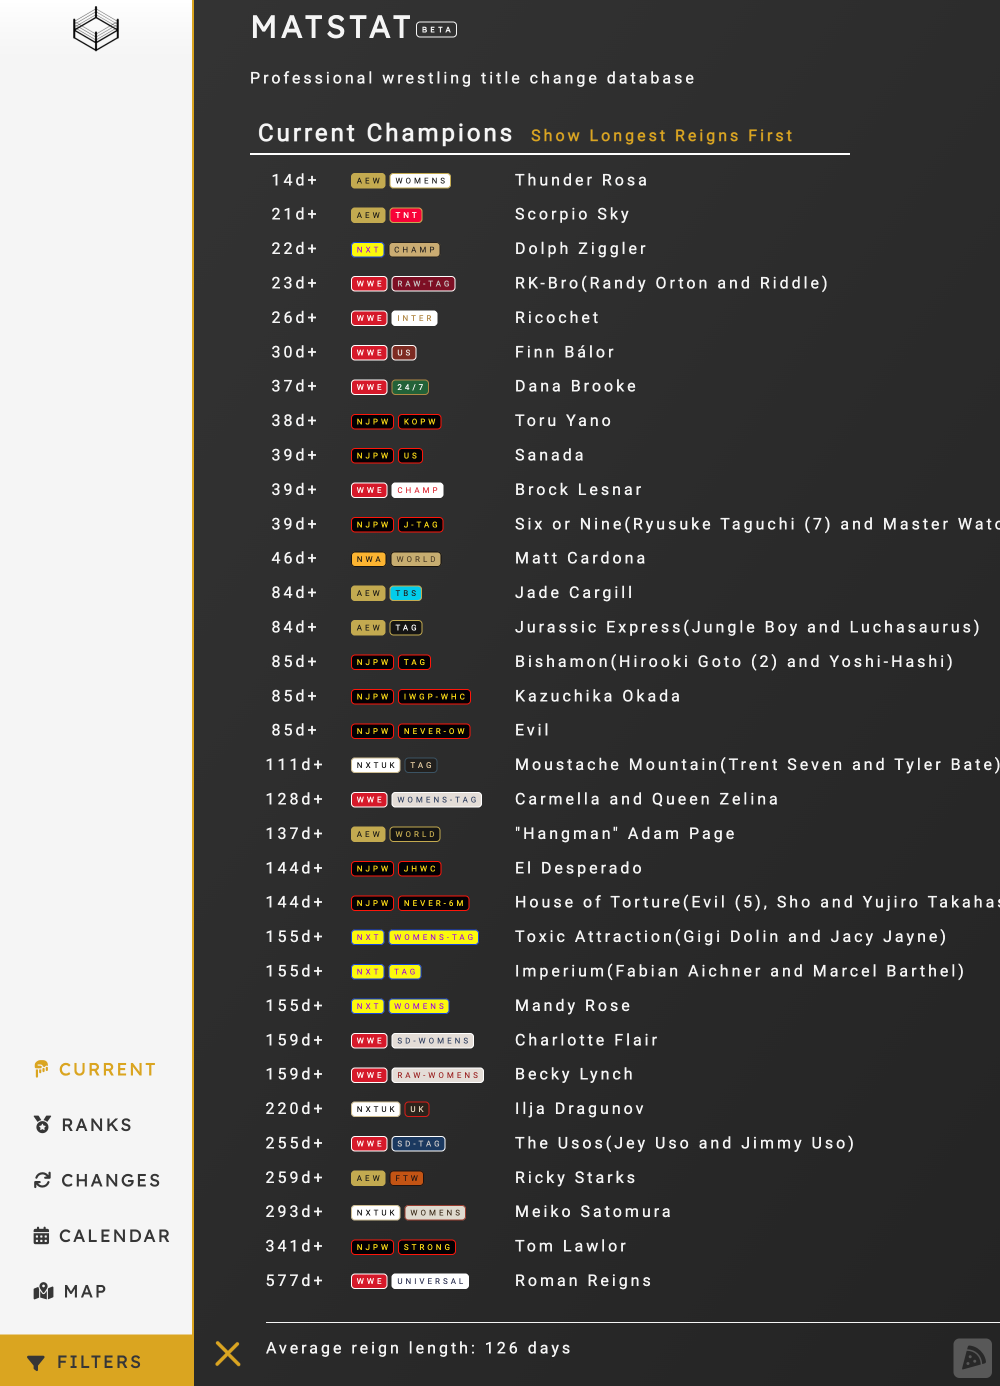 MATSTAT BETA
Professional wrestling title change database
Current Champions Show Longest Reigns First
14d+ AEW WOMENS Thunder Rosa
21d+ AEW TNT Scorpio Sky
22d+ NXT CHAMP Dolph Ziggler
23d+ WWE RAW-TAG RK-Bro(Randy Orton and Riddle)
26d+ WWE INTER Ricochet
30d+ WWE US Finn Bálor
37d+ WWE 24/7 Dana Brooke
38d+ NJPW KOPW Toru Yano
39d+ NJPW US Sanada
39d+ WWE CHAMP Brock Lesnar
39d+ NJPW J-TAG Six or Nine(Ryusuke Taguchi (7) and Master Wato
46d+ NWA WORLD Matt Cardona
84d+ AEW TBS Jade Cargill
84d+ AEW TAG Jurassic Express(Jungle Boy and Luchasaurus)
85d+ NJPW TAG Bishamon(Hirooki Goto (2) and Yoshi-Hashi)
85d+ NJPW IWGP-WHC Kazuchika Okada
85d+ NJPW NEVER-OW Evil
111d+ NXTUK TAG Moustache Mountain(Trent Seven and Tyler Bate)
128d+ WWE WOMENS-TAG Carmella and Queen Zelina
137d+ AEW WORLD "Hangman" Adam Page
144d+ NJPW JHWC El Desperado
144d+ NJPW NEVER-6M House of Torture(Evil (5), Sho and Yujiro Takahas
155d+ NXT WOMENS-TAG Toxic Attraction(Gigi Dolin and Jacy Jayne)
155d+ NXT TAG Imperium(Fabian Aichner and Marcel Barthel)
155d+ NXT WOMENS Mandy Rose
159d+ WWE SD-WOMENS Charlotte Flair
159d+ WWE RAW-WOMENS Becky Lynch
220d+ NXTUK UK Ilja Dragunov
255d+ WWE SD-TAG The Usos(Jey Uso and Jimmy Uso)
259d+ AEW FTW Ricky Starks
293d+ NXTUK WOMENS Meiko Satomura
341d+ NJPW STRONG Tom Lawlor
577d+ WWE UNIVERSAL Roman Reigns
Average reign length: 126 days
CURRENT
RANKS
CHANGES
CALENDAR
MAP
FILTERS